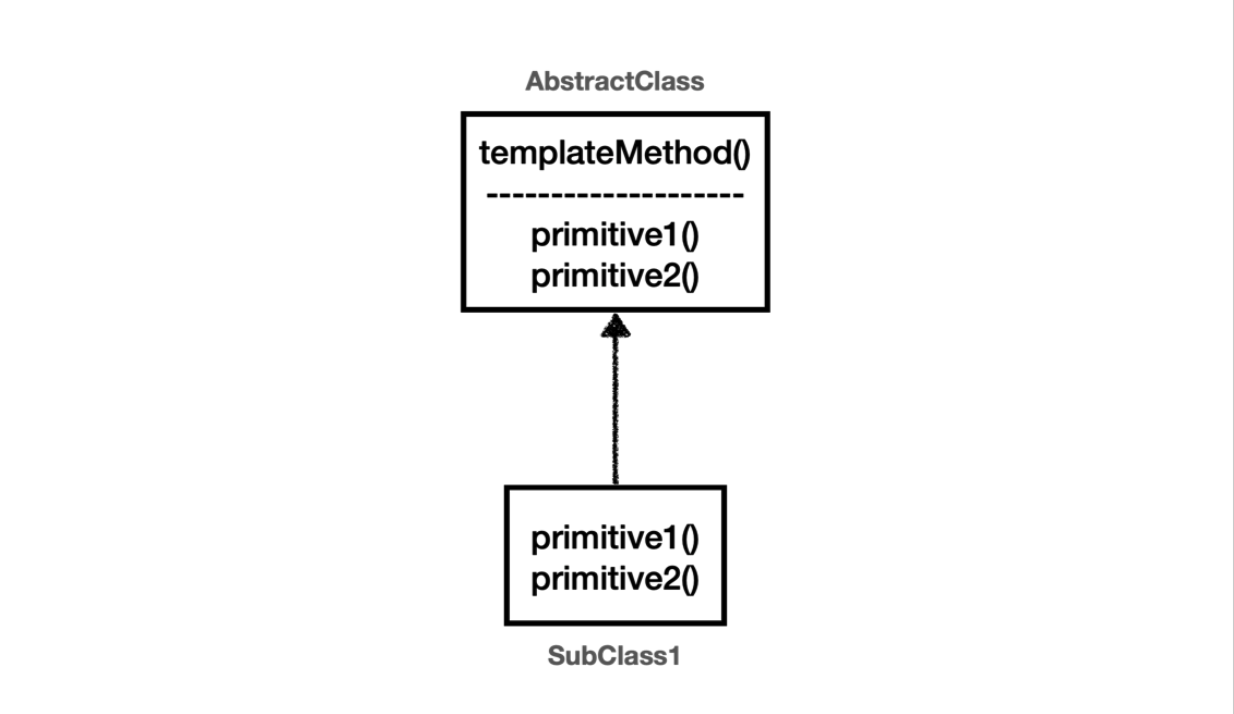 AbstractClass
templateMethod()
--------------------
primitive1()
primitive2()
primitive1()
primitive2()
SubClass1